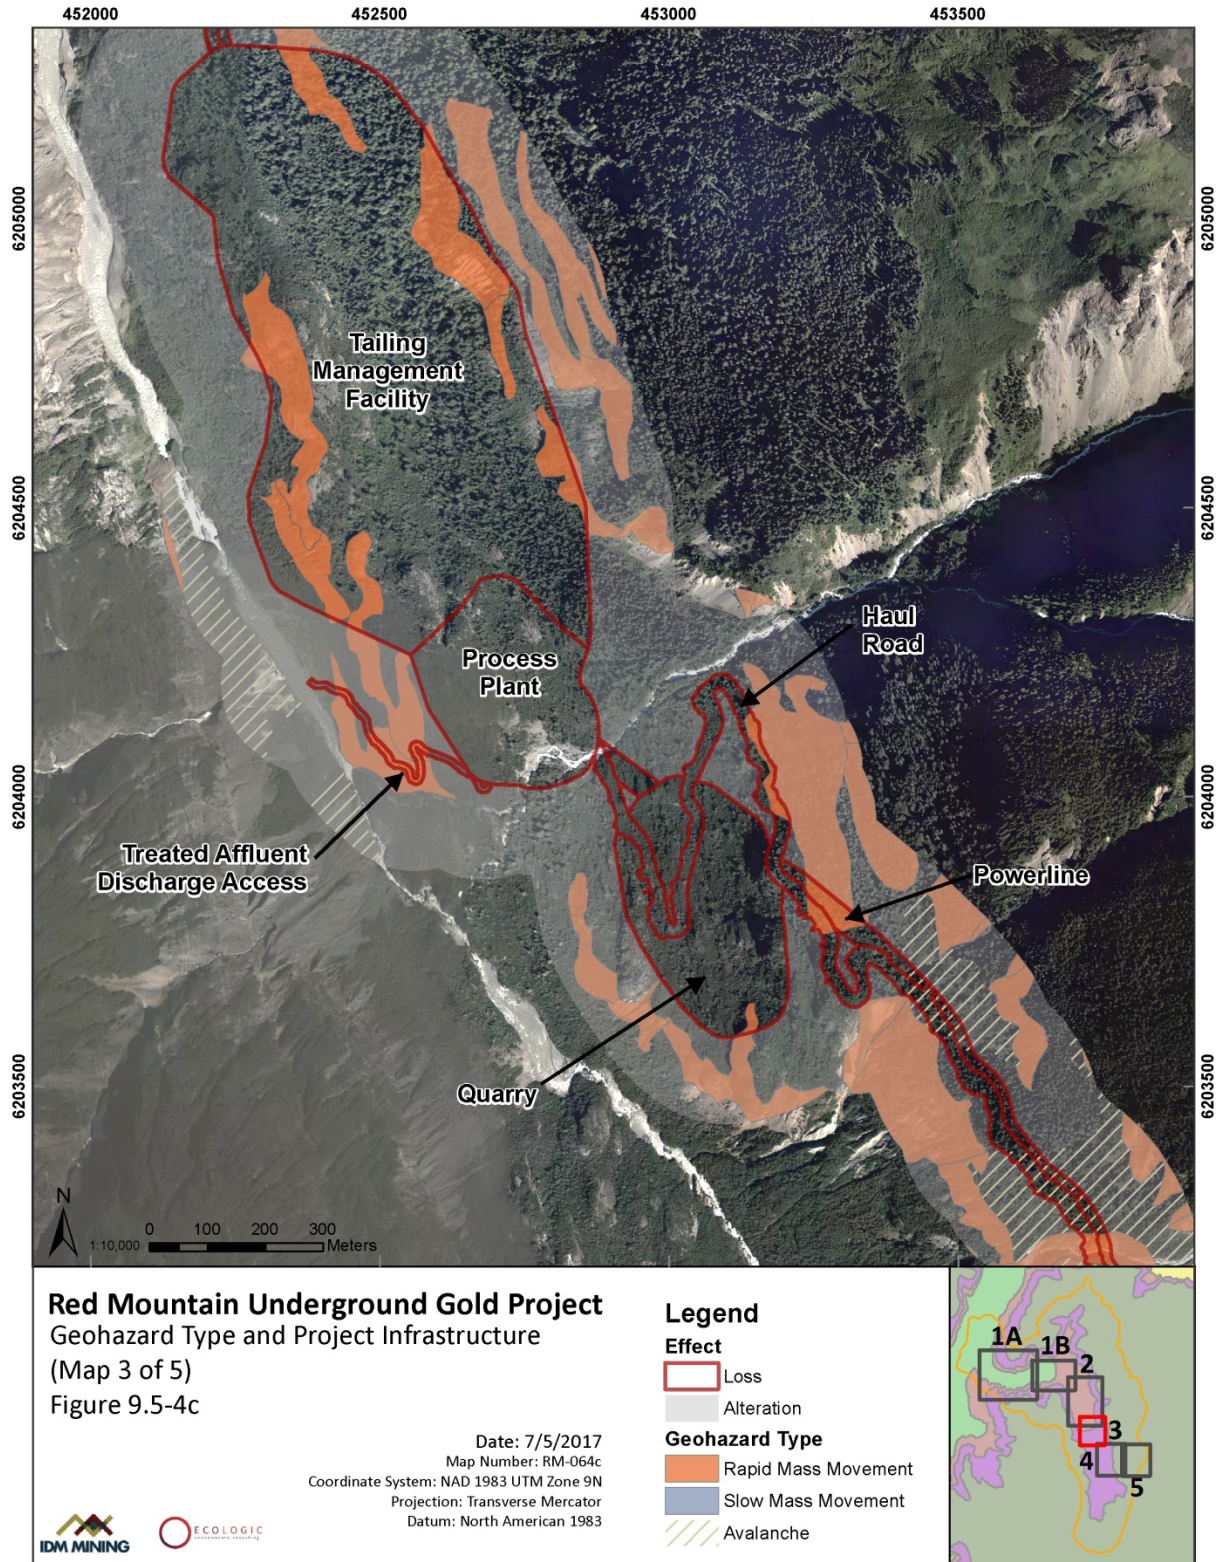 452000 452500 453000 453500
6205000 6205000
Tailing
Management
Facility
6204500 6204500
Haul
Road
Process
Plant
6204000 6204000
Treated Affluent
Discharge Access
Powerline
6203500 6203500
Quarry
N
0 100 200 300
1:10,000 Meters
Red Mountain Underground Gold Project
Geohazard Type and Project Infrastructure
(Map 3 of 5)
Figure 9.5-4c
Date: 7/5/2017
Map Number: RM-064c
Coordinate System: NAD 1983 UTM Zone 9N
Projection: Transverse Mercator
Datum: North American 1983
IDM MINING
ECOLOGIC
Legend
Effect
Loss
Alteration
Geohazard Type
Rapid Mass Movement
Slow Mass Movement
Avalanche
1A
1B
2
3
4
5